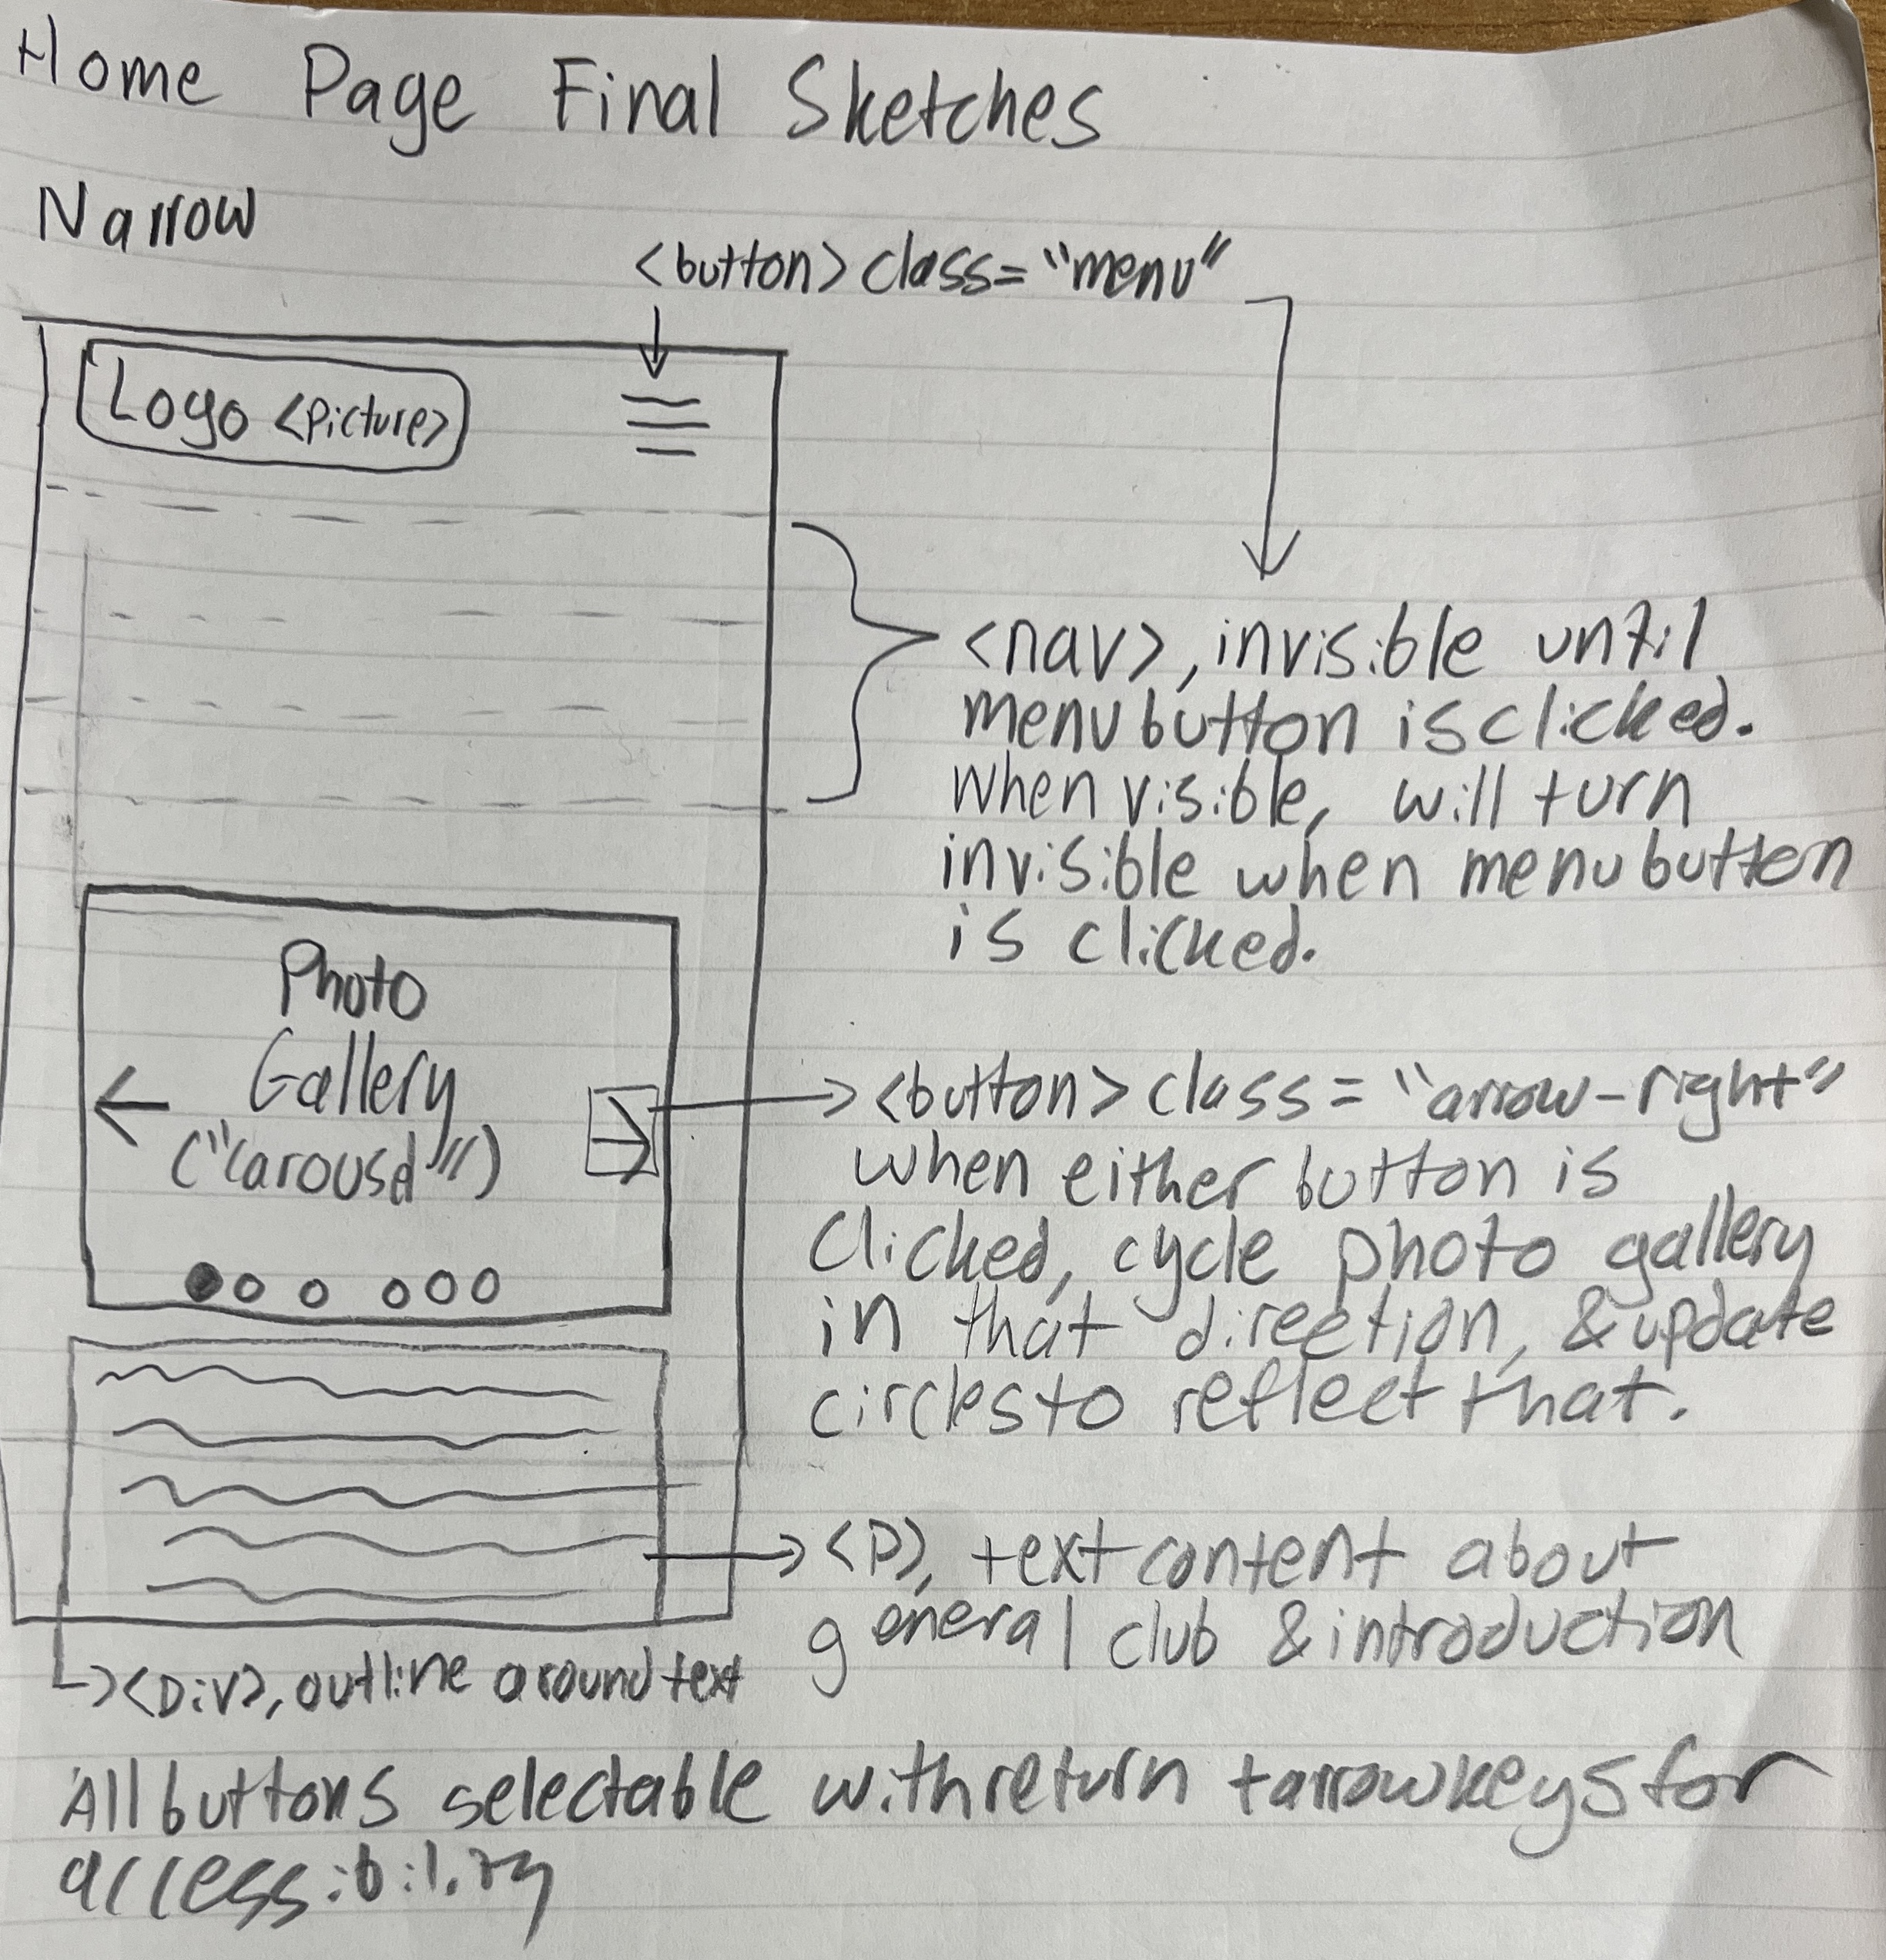 Home Page Final Sketches
Narrow
<button> class="menu"
Logo <Picture>
<nav>, invisible until
menu button is clicked.
When visible, will turn
invisible when menu button
is clicked.
Photo
Gallery
("carousel")
<button> class="arrow-right"
when either button is
clicked, cycle photo gallery
in that direction, & update
circles to reflect that.
<P>, text content about
general club & introduction
<Div>, outline around text
All buttons selectable with return + arrow keys for
accessibility